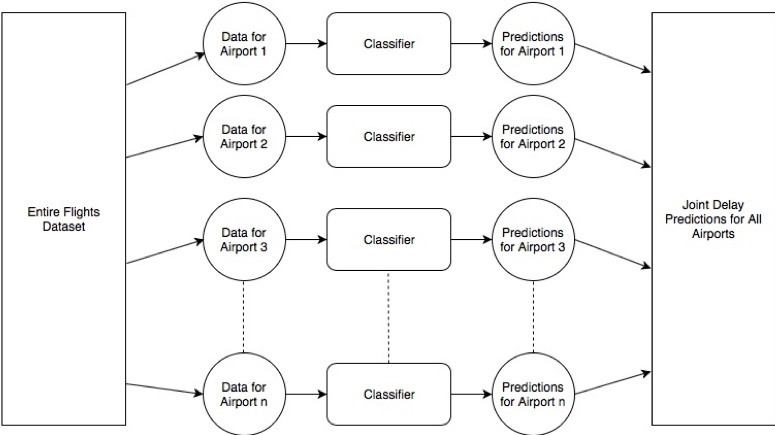 Entire Flights
Dataset
Data for
Airport 1
Classifier
Predictions
for Airport 1
Data for
Airport 2
Classifier
Predictions
for Airport 2
Data for
Airport 3
Classifier
Predictions
for Airport 3
Data for
Airport n
Classifier
Predictions
for Airport n
Joint Delay
Predictions for All
Airports